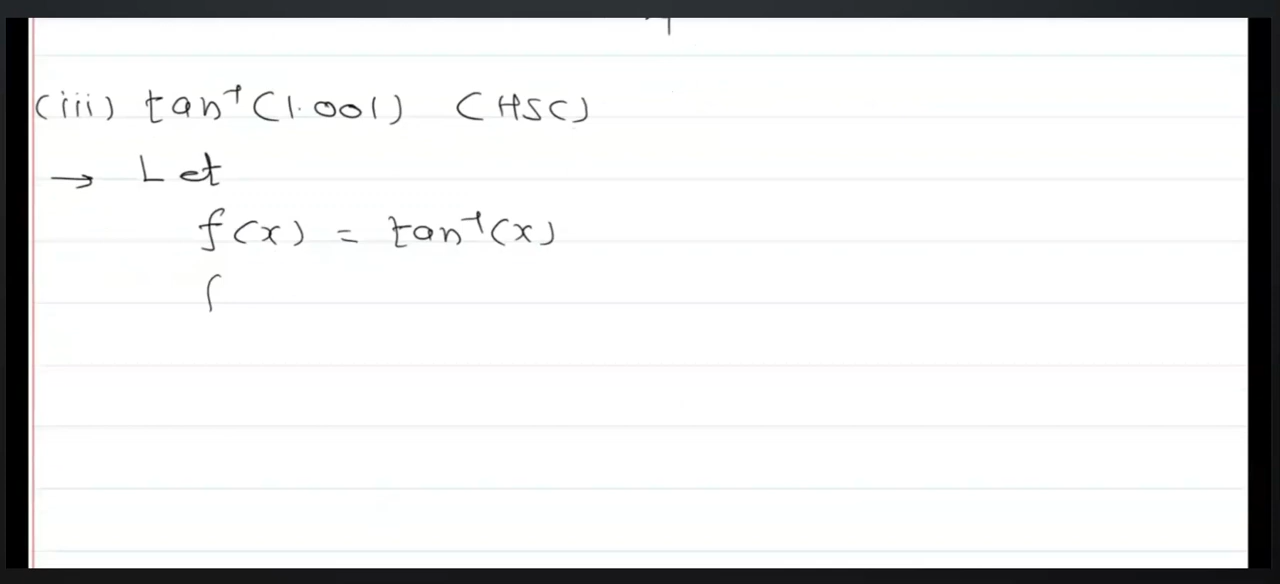 (iii) tan⁻¹(1.001) (HSC)
→ Let
f(x) = tan⁻¹(x)
f